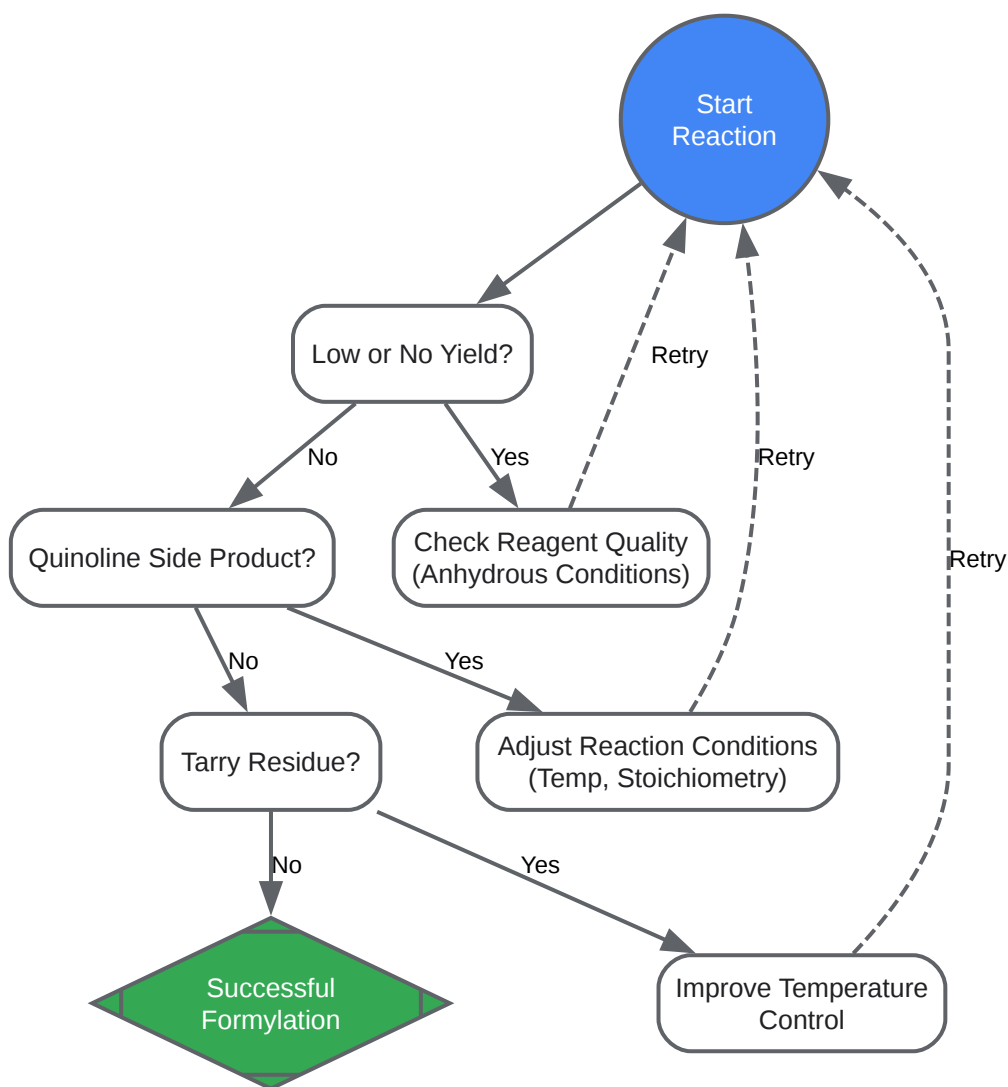 Start
Reaction
Low or No Yield?
Retry
No
Yes
Retry
Quinoline Side Product?
Check Reagent Quality
(Anhydrous Conditions)
Retry
No
Yes
Tarry Residue?
Adjust Reaction Conditions
(Temp, Stoichiometry)
No
Yes
Successful
Formylation
Improve Temperature
Control